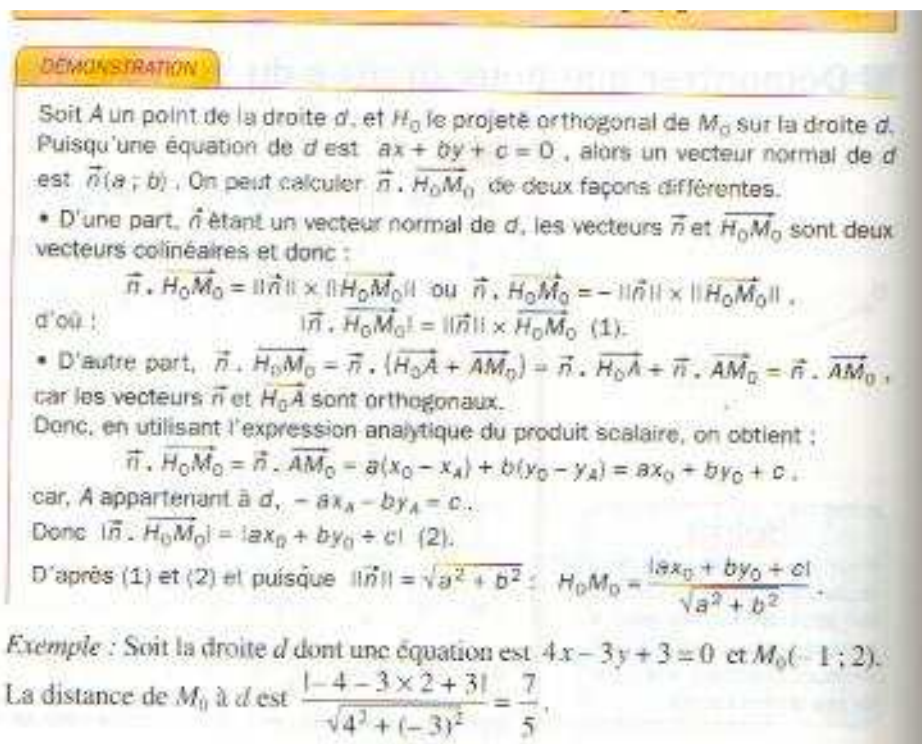 DÉMONSTRATION
Soit A un point de la droite d, et H₀ le projeté orthogonal de M₀ sur la droite d.
Puisqu'une équation de d est ax + by + c = 0 , alors un vecteur normal de d
est n⃗(a ; b) . On peut calculer n⃗ . H₀M₀⃗ de deux façons différentes.
• D'une part, n⃗ étant un vecteur normal de d, les vecteurs n⃗ et H₀M₀⃗ sont deux
vecteurs colinéaires et donc :
n⃗ . H₀M₀⃗ = ||n⃗|| × ||H₀M₀⃗|| ou n⃗ . H₀M₀⃗ = – ||n⃗|| × ||H₀M₀⃗|| ,
d'où : |n⃗ . H₀M₀⃗| = ||n⃗|| × H₀M₀⃗ (1).
• D'autre part, n⃗ . H₀M₀⃗ = n⃗ . (H₀A⃗ + AM₀⃗) = n⃗ . H₀A⃗ + n⃗ . AM₀⃗ = n⃗ . AM₀⃗ ,
car les vecteurs n⃗ et H₀A⃗ sont orthogonaux.
Donc, en utilisant l'expression analytique du produit scalaire, on obtient :
n⃗ . H₀M₀⃗ = n⃗ . AM₀⃗ = a(x₀ – x_A) + b(y₀ – y_A) = ax₀ + by₀ + c .
car, A appartenant à d, – ax_A – by_A = c .
Donc |n⃗ . H₀M₀⃗| = |ax₀ + by₀ + c| (2).
D'après (1) et (2) et puisque ||n⃗|| = √(a² + b²) : H₀M₀ = |ax₀ + by₀ + c| / √(a² + b²) .
Exemple : Soit la droite d dont une équation est 4x – 3y + 3 = 0 et M₀(– 1 ; 2).
La distance de M₀ à d est |– 4 – 3 × 2 + 3| / √(4² + (– 3)²) = 7/5 .